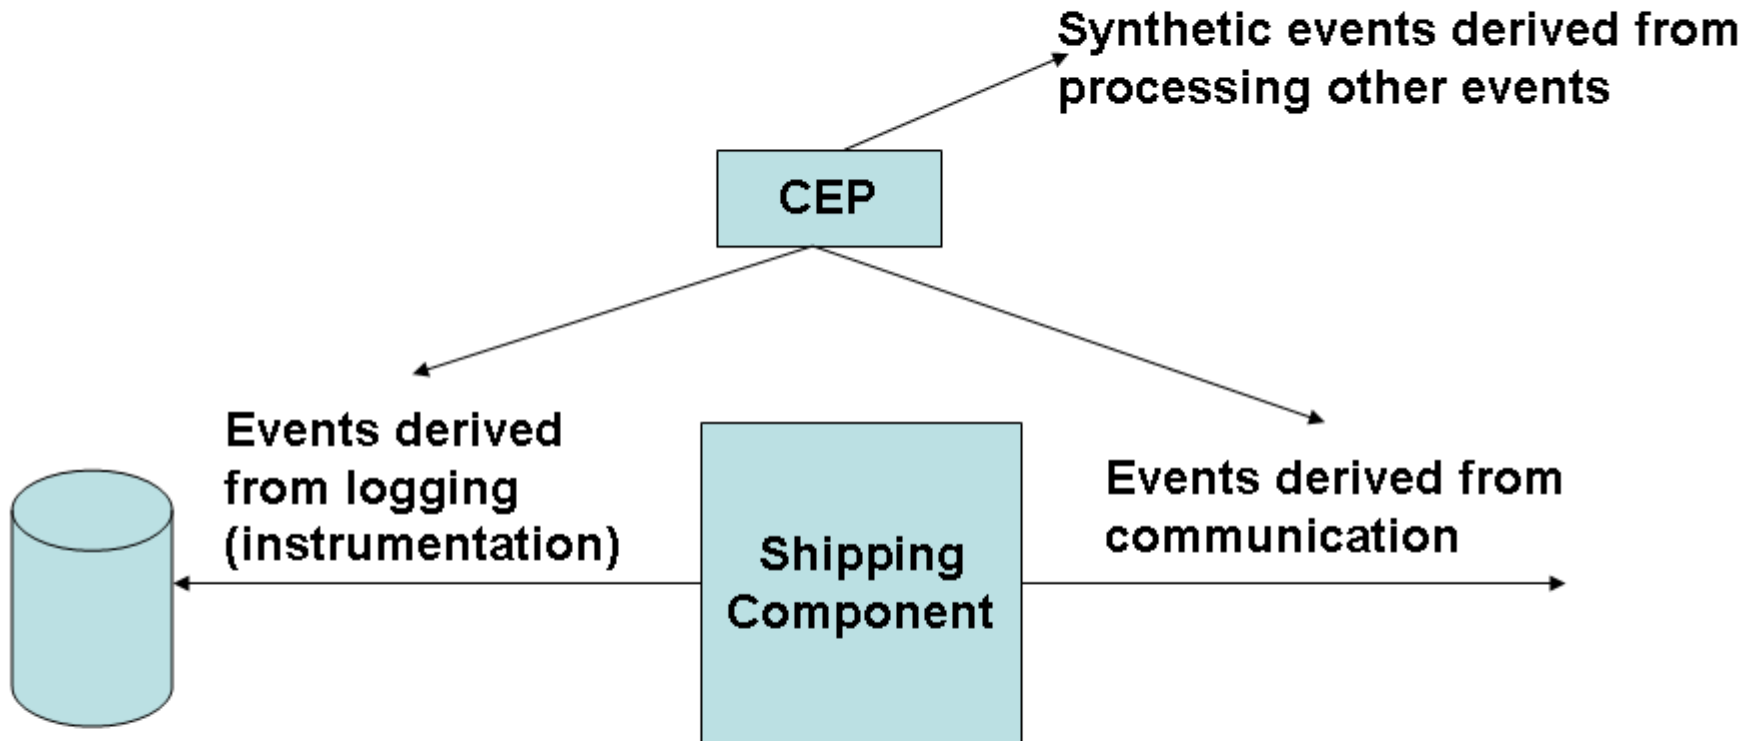 Synthetic events derived from
processing other events
CEP
Events derived
from logging
(instrumentation)
Shipping
Component
Events derived from
communication